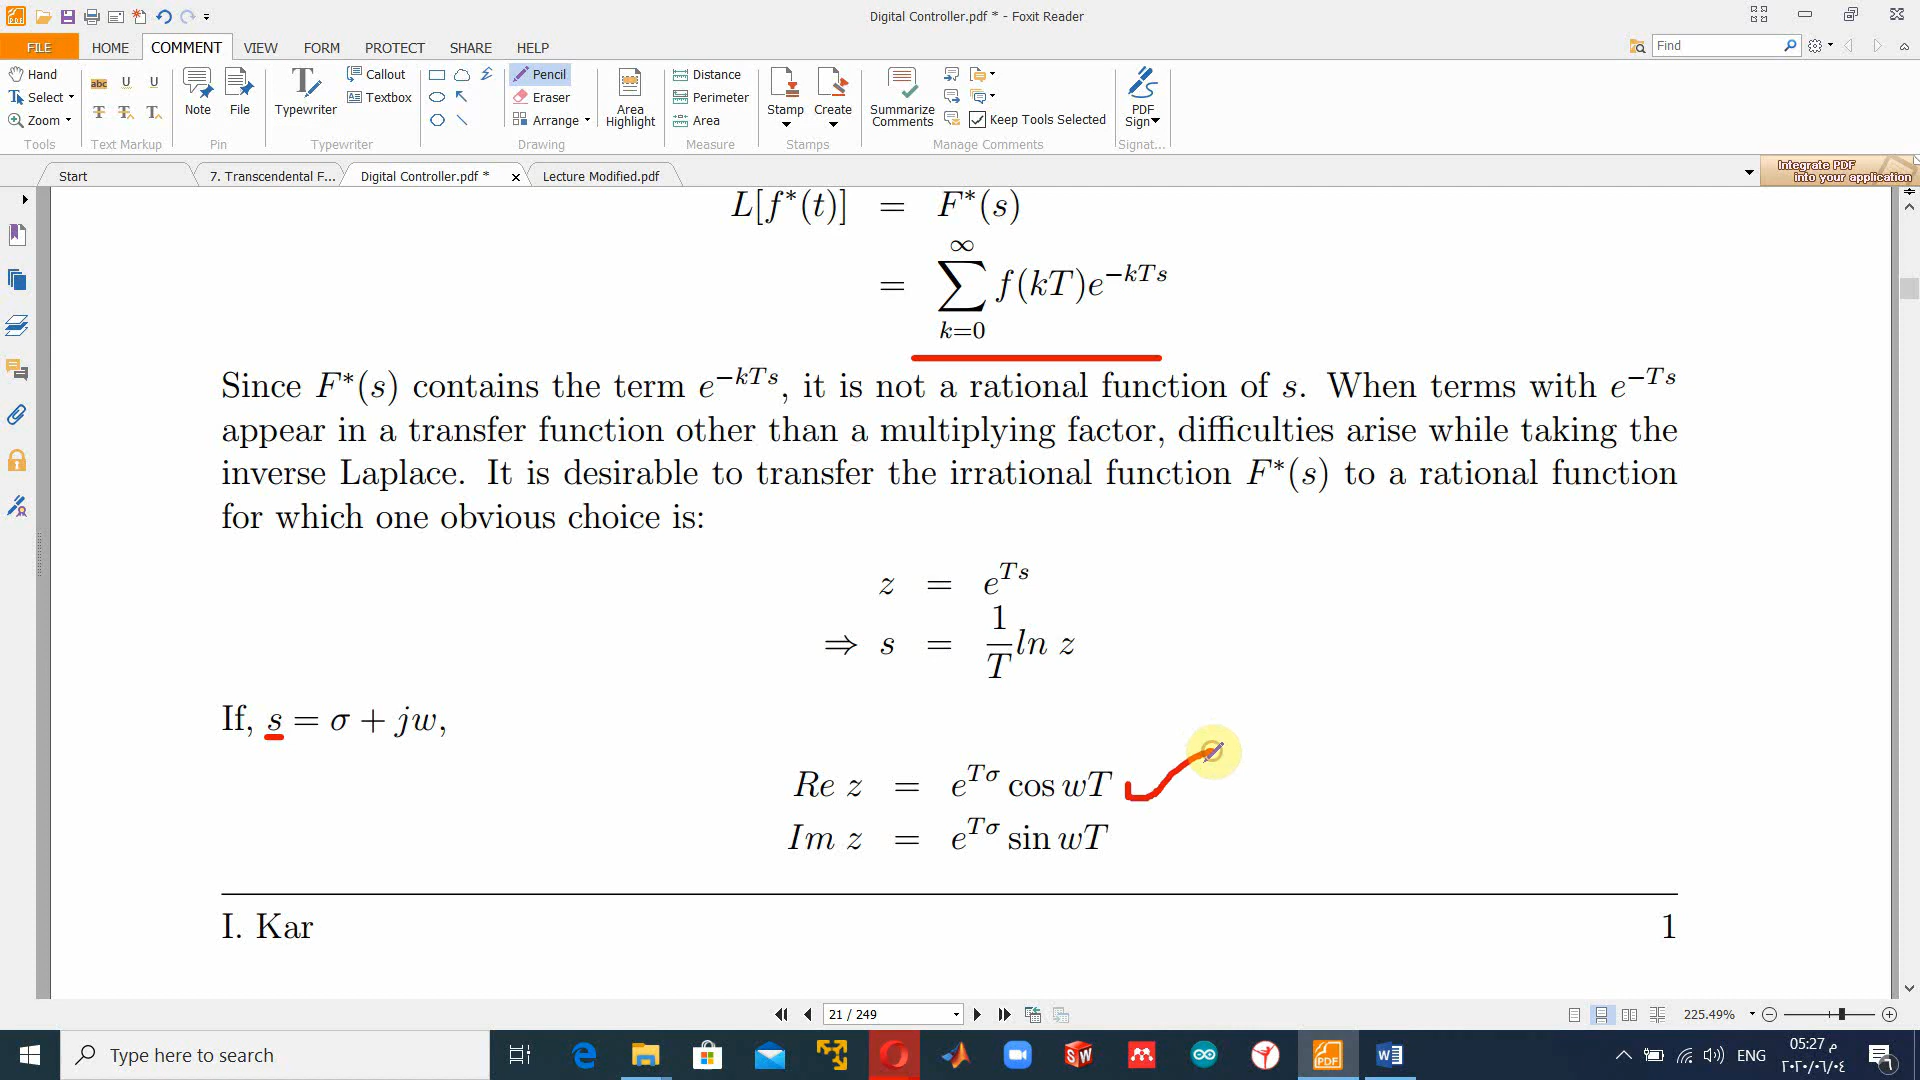 Digital Controller.pdf * - Foxit Reader
FILE HOME COMMENT VIEW FORM PROTECT SHARE HELP
Find
Hand
Select
Zoom
Tools
abc U U
T T T
Text Markup
Note File
Pin
Typewriter
Callout
Textbox
Typewriter
Pencil
Eraser
Arrange
Drawing
Area Highlight
Distance
Perimeter
Area
Measure
Stamp Create
Stamps
Summarize Comments
Keep Tools Selected
Manage Comments
PDF Sign
Signat...
Start 7. Transcendental F... Digital Controller.pdf * Lecture Modified.pdf
Integrate PDF
into your application
L[f*(t)] = F*(s)
= ∑_{k=0}^{∞} f(kT)e^{−kTs}
Since F*(s) contains the term e^{−kTs}, it is not a rational function of s. When terms with e^{−Ts}
appear in a transfer function other than a multiplying factor, difficulties arise while taking the
inverse Laplace. It is desirable to transfer the irrational function F*(s) to a rational function
for which one obvious choice is:
z = e^{Ts}
⇒ s = \frac{1}{T} ln z
If, s = σ + jw,
Re z = e^{Tσ} cos wT
Im z = e^{Tσ} sin wT
I. Kar 1
21 / 249
225.49%
Type here to search
PDF
ENG
05:27 م
٢٠٢٠/٠٦/٠٤